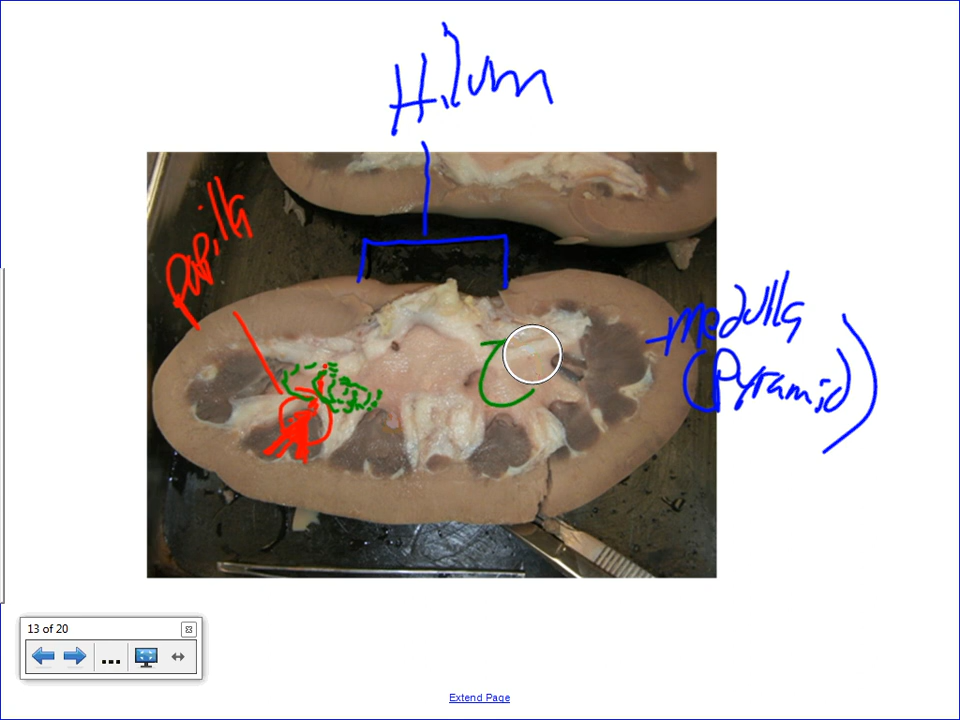 Hilum
Papilla
medulla
(Pyramid)
13 of 20
...
Extend Page